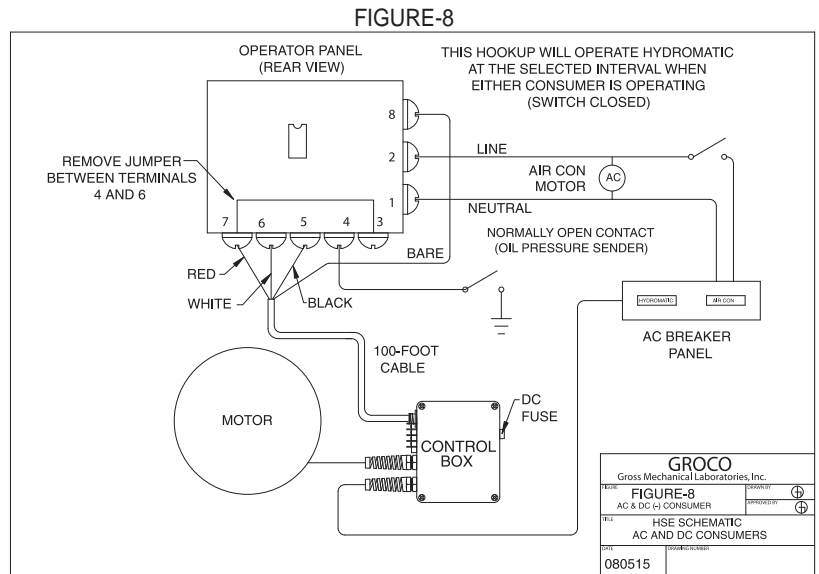 FIGURE-8
OPERATOR PANEL
(REAR VIEW)
THIS HOOKUP WILL OPERATE HYDROMATIC
AT THE SELECTED INTERVAL WHEN
EITHER CONSUMER IS OPERATING
(SWITCH CLOSED)
8
2
1
LINE
REMOVE JUMPER
BETWEEN TERMINALS
4 AND 6
AIR CON
MOTOR
AC
NEUTRAL
7
6
5
4
3
NORMALLY OPEN CONTACT
(OIL PRESSURE SENDER)
BARE
RED
WHITE
BLACK
HYDROMATIC
AIR CON
AC BREAKER
PANEL
100-FOOT
CABLE
MOTOR
DC
FUSE
CONTROL
BOX
GROCO
Gross Mechanical Laboratories, Inc.
FIGURE
FIGURE-8
AC & DC (-) CONSUMER
DRAWN BY
APPROVED BY
TITLE
HSE SCHEMATIC
AC AND DC CONSUMERS
DATE
080515
DRAWING NUMBER